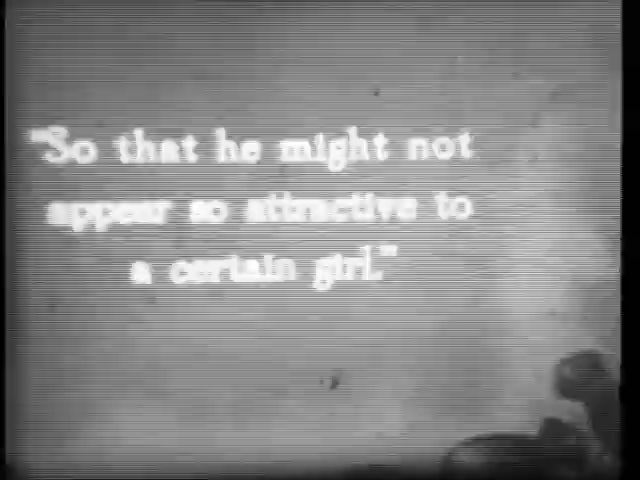 "So that he might not
appear so attractive to
a certain girl."